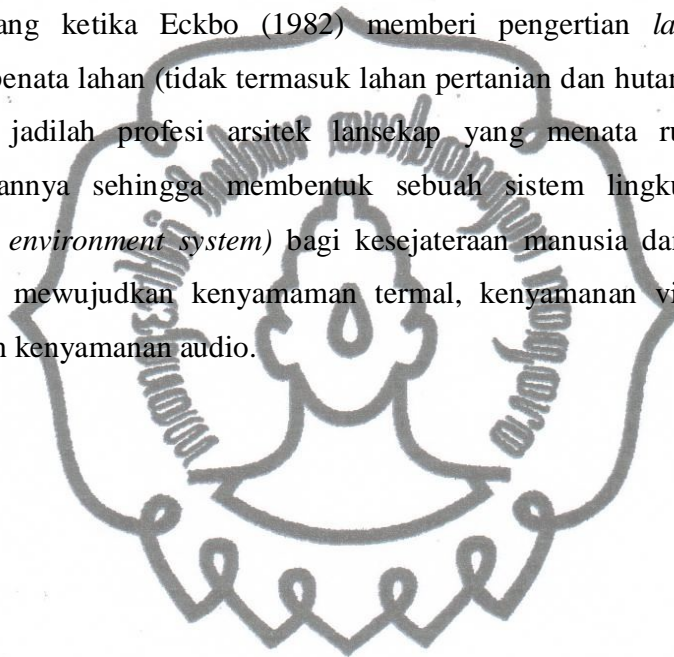 ang ketika Eckbo (1982) memberi pengertian la
enata lahan (tidak termasuk lahan pertanian dan hutan
jadilah profesi arsitek lansekap yang menata ru
annya sehingga membentuk sebuah sistem lingku
environment system) bagi kesejateraan manusia dan
mewujudkan kenyamaman termal, kenyamanan vi
n kenyamanan audio.